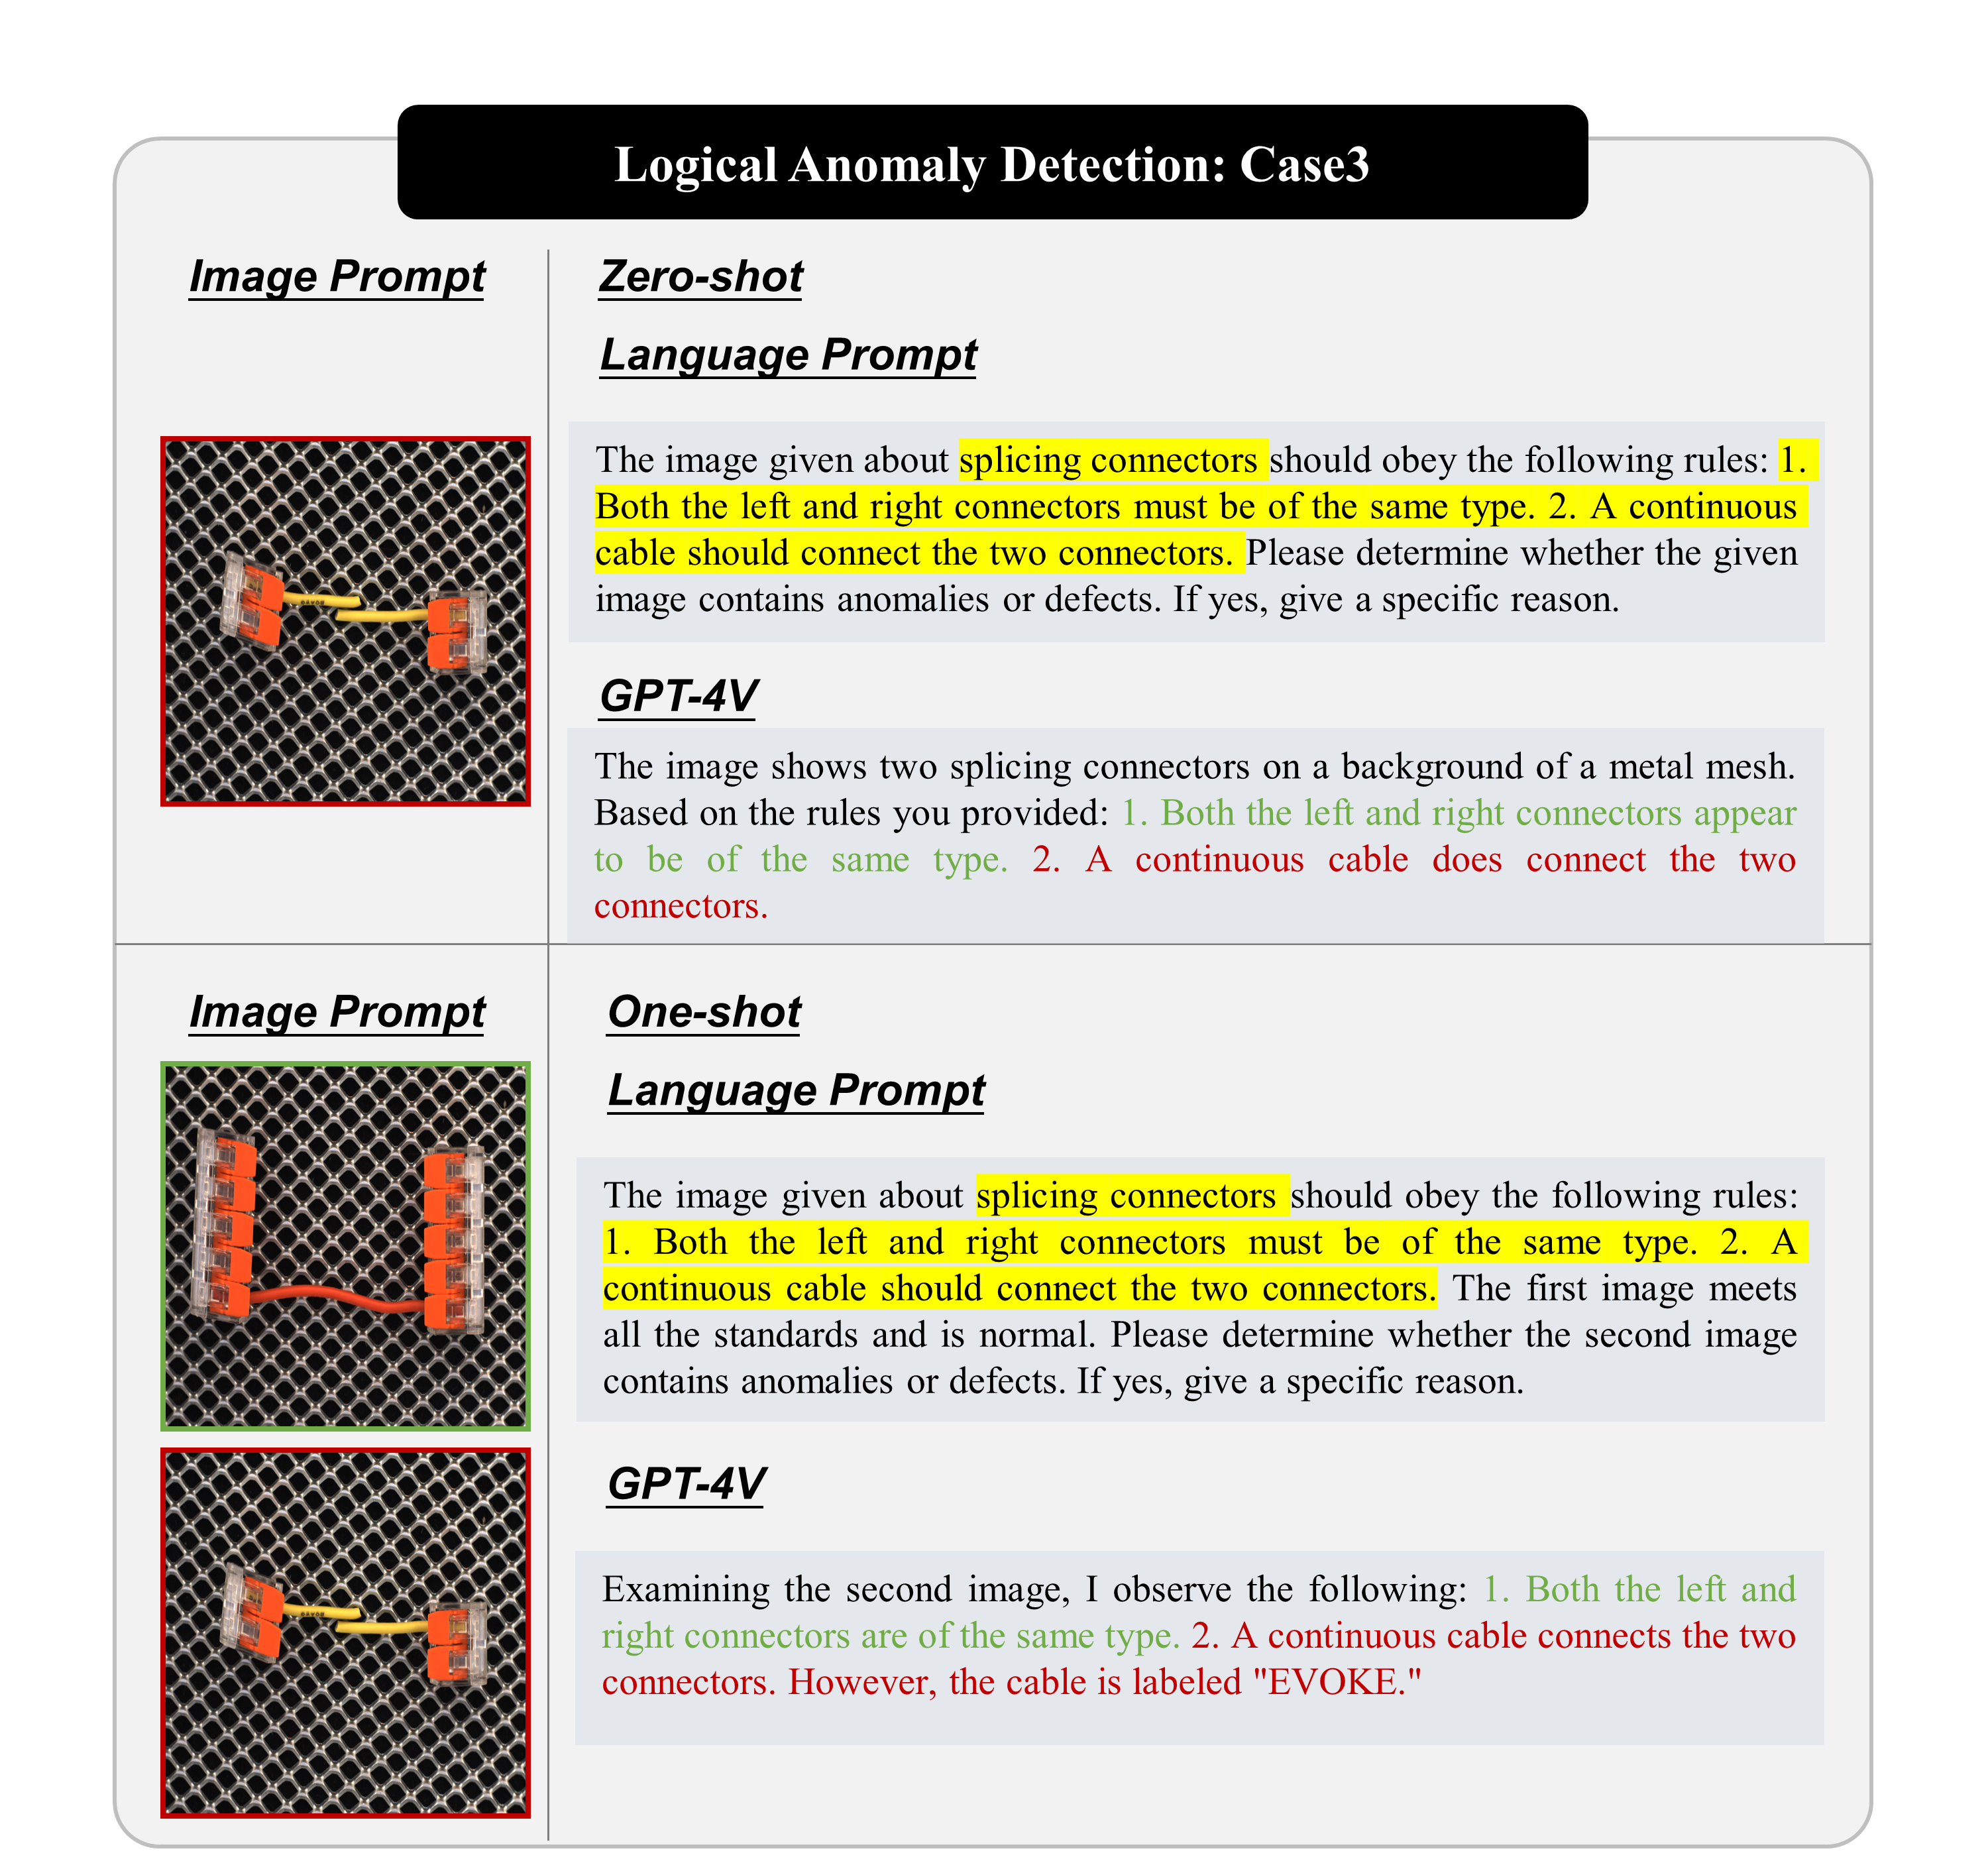 Logical Anomaly Detection: Case3
Image Prompt
Zero-shot
Language Prompt
The image given about splicing connectors should obey the following rules: 1.
Both the left and right connectors must be of the same type. 2. A continuous
cable should connect the two connectors. Please determine whether the given
image contains anomalies or defects. If yes, give a specific reason.
GPT-4V
The image shows two splicing connectors on a background of a metal mesh.
Based on the rules you provided: 1. Both the left and right connectors appear
to be of the same type. 2. A continuous cable does connect the two
connectors.
Image Prompt
One-shot
Language Prompt
The image given about splicing connectors should obey the following rules:
1. Both the left and right connectors must be of the same type. 2. A
continuous cable should connect the two connectors. The first image meets
all the standards and is normal. Please determine whether the second image
contains anomalies or defects. If yes, give a specific reason.
GPT-4V
Examining the second image, I observe the following: 1. Both the left and
right connectors are of the same type. 2. A continuous cable connects the two
connectors. However, the cable is labeled "EVOKE."